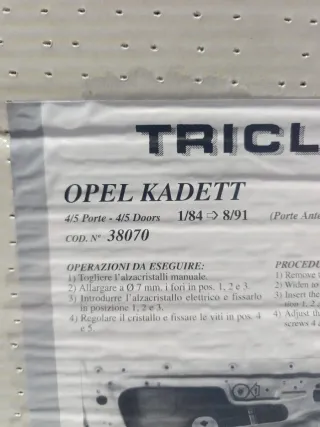 TRICL
OPEL KADETT
4/5 Porte - 4/5 Doors 1/84 ⇨ 8/91 (Porte Ante
COD. N° 38070
OPERAZIONI DA ESEGUIRE: PROCEDU
1) Togliere l'alzacristalli manuale. 1) Remove t
2) Allargare a Ø 7 mm. i fori in pos. 1, 2 e 3. 2) Widen to
3) Introdurre l'alzacristallo elettrico e fissarlo 3) Insert the
in posizione 1, 2 e 3. tion 1, 2
4) Regolare il cristallo e fissare le viti in pos. 4 4) Adjust th
e 5. screws 4 a